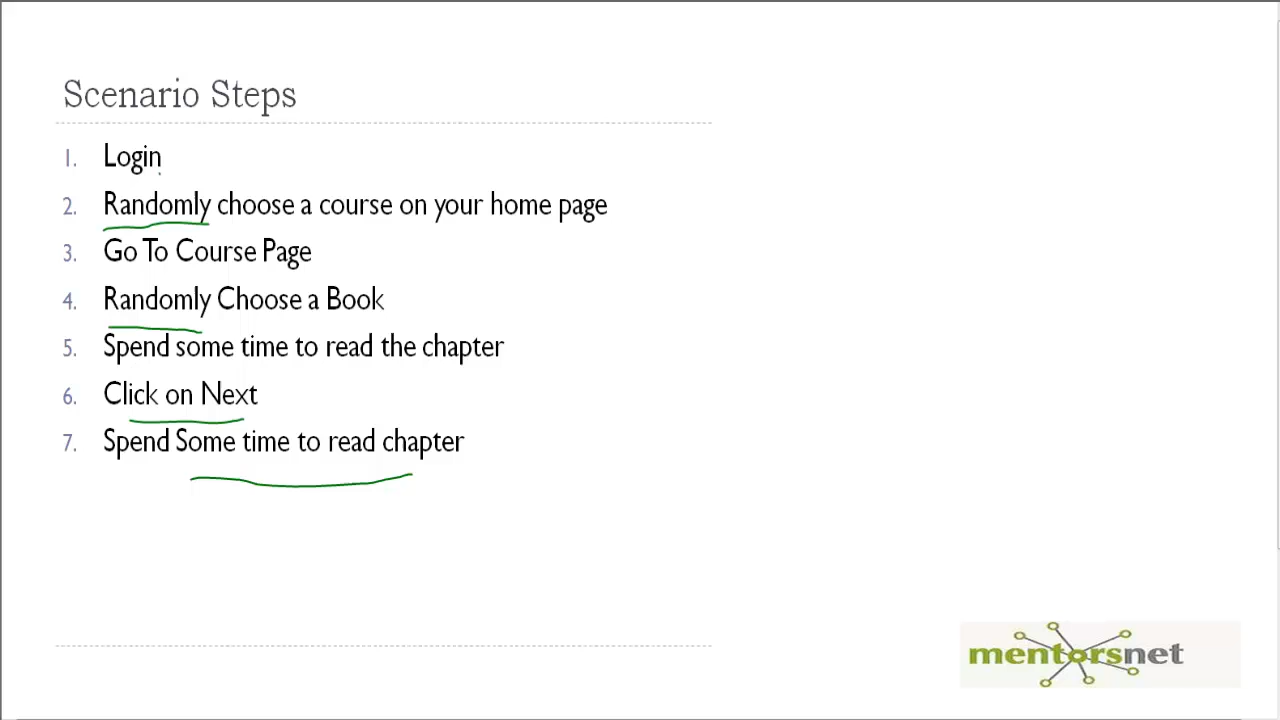 Scenario Steps
1. Login
2. Randomly choose a course on your home page
3. Go To Course Page
4. Randomly Choose a Book
5. Spend some time to read the chapter
6. Click on Next
7. Spend Some time to read chapter
mentorsnet